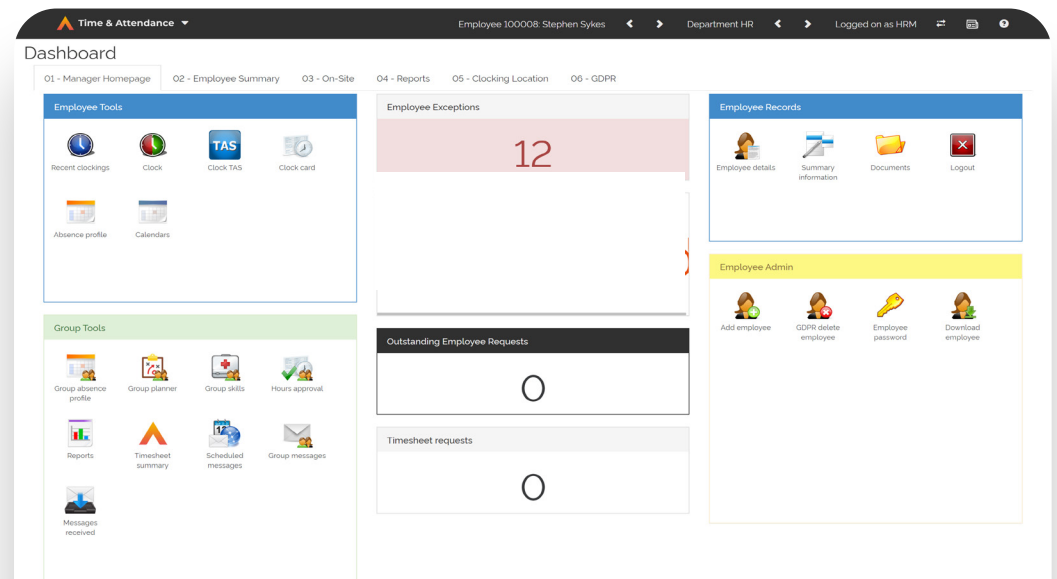 Time & Attendance
Employee 100008: Stephen Sykes
Department HR
Logged on as HRM
Dashboard
01 - Manager Homepage
02 - Employee Summary
03 - On-Site
04 - Reports
05 - Clocking Location
06 - GDPR
Employee Tools
Recent clockings
Clock
TAS
Clock TAS
Clock card
Absence profile
Calendars
Group Tools
Group absence
profile
Group planner
Group skills
Hours approval
Reports
Timesheet
summary
12
Scheduled
messages
Group messages
Messages
received
Employee Exceptions
12
Outstanding Employee Requests
0
Timesheet requests
0
Employee Records
Employee details
Summary
information
Documents
Logout
Employee Admin
Add employee
GDPR delete
employee
Employee
password
Download
employee